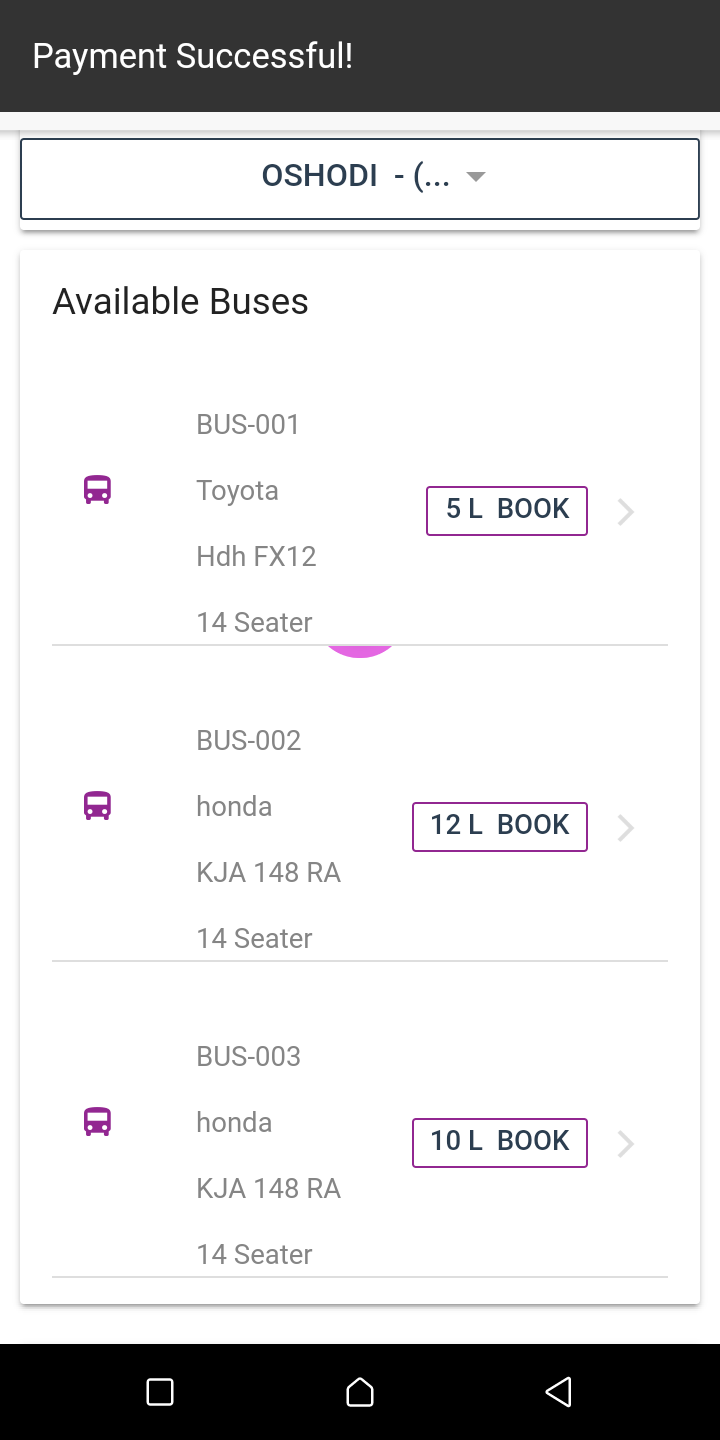 Payment Successful!
OSHODI - (...
Available Buses
BUS-001
Toyota
5 L BOOK
Hdh FX12
14 Seater
BUS-002
honda
12 L BOOK
KJA 148 RA
14 Seater
BUS-003
honda
10 L BOOK
KJA 148 RA
14 Seater